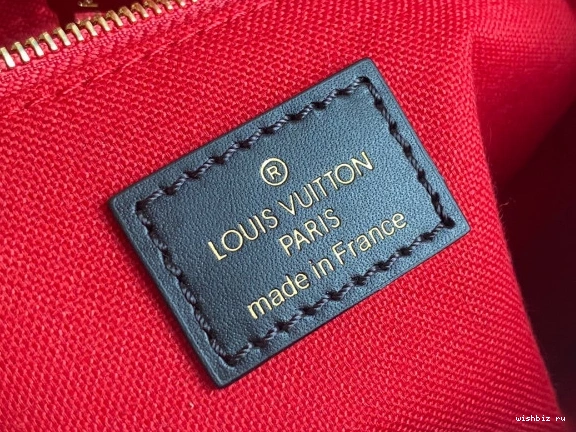 ®
LOUIS VUITTON
PARIS
made in France
wishbiz ru